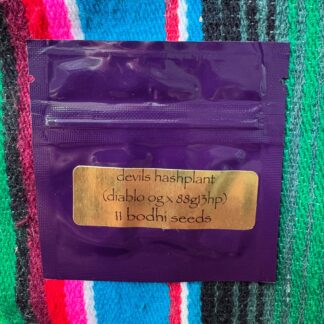 devils hashplant
(diablo og x 88g13hp)
11 bodhi seeds